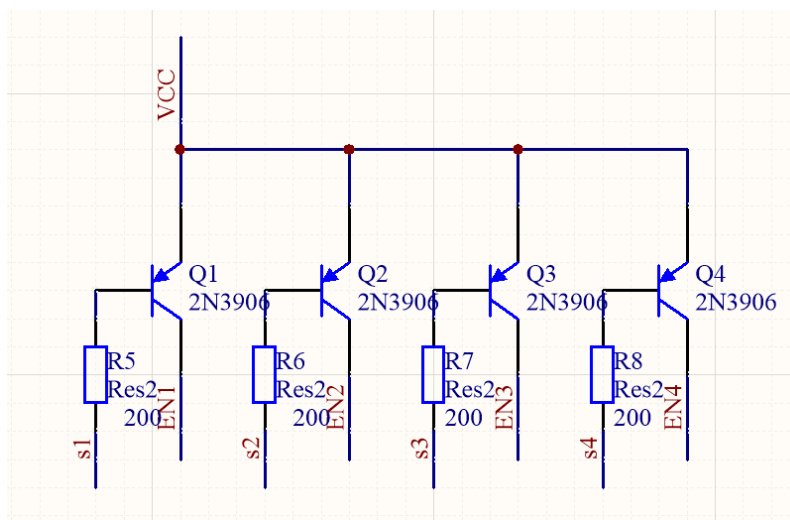 VCC
Q1
2N3906
R5
Res2
200
s1
EN1
Q2
2N3906
R6
Res2
200
s2
EN2
Q3
2N3906
R7
Res2
200
s3
EN3
Q4
2N3906
R8
Res2
200
s4
EN4